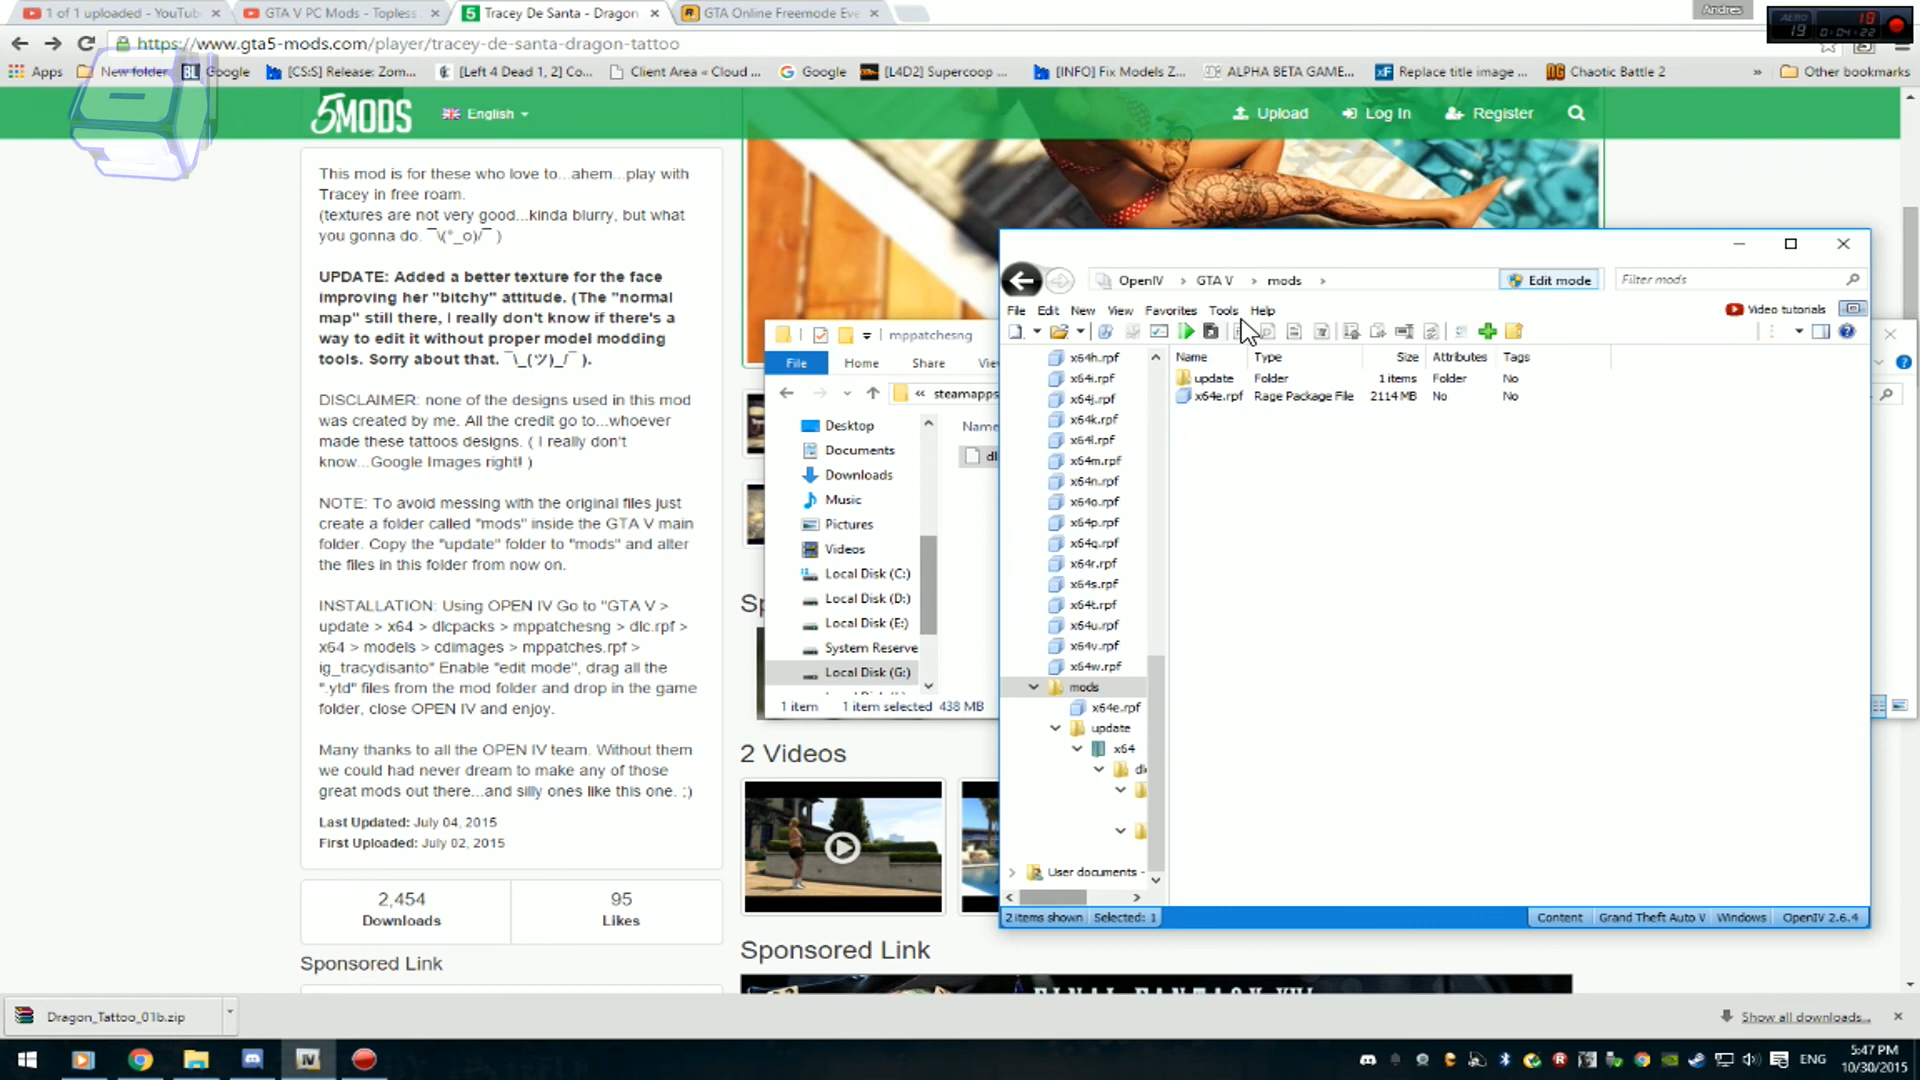 1 of 1 uploaded - YouTub
GTA V PC Mods - Topless
Tracey De Santa - Dragon
GTA Online Freemode Eve
Andres
AERO
19
18
0:04:22
https://www.gta5-mods.com/player/tracey-de-santa-dragon-tattoo
Apps
New folder
BL Google
[CS:S] Release: Zom...
[Left 4 Dead 1, 2] Co...
Client Area « Cloud ...
Google
[L4D2] Supercoop ...
[INFO] Fix Models Z...
ALPHA BETA GAME...
Replace title image ...
Chaotic Battle 2
» Other bookmarks
5MODS
English
Upload
Log In
Register
This mod is for these who love to...ahem...play with
Tracey in free roam.
(textures are not very good...kinda blurry, but what
you gonna do. ¯\(°_o)/¯ )
UPDATE: Added a better texture for the face
improving her "bitchy" attitude. (The "normal
map" still there, I really don't know if there's a
way to edit it without proper model modding
tools. Sorry about that. ¯\_(ツ)_/¯ ).
DISCLAIMER: none of the designs used in this mod
was created by me. All the credit go to...whoever
made these tattoos designs. ( I really don't
know...Google Images right! )
NOTE: To avoid messing with the original files just
create a folder called "mods" inside the GTA V main
folder. Copy the "update" folder to "mods" and alter
the files in this folder from now on.
INSTALLATION: Using OPEN IV Go to "GTA V >
update > x64 > dlcpacks > mppatchesng > dlc.rpf >
x64 > models > cdimages > mppatches.rpf >
ig_tracydisanto" Enable "edit mode", drag all the
".ytd" files from the mod folder and drop in the game
folder, close OPEN IV and enjoy.
Many thanks to all the OPEN IV team. Without them
we could had never dream to make any of those
great mods out there...and silly ones like this one. ;)
Last Updated: July 04, 2015
First Uploaded: July 02, 2015
2,454
Downloads
95
Likes
Sponsored Link
Sp
2 Videos
Sponsored Link
FINAL FANTASY XIV
mppatchesng
File
Home
Share
Vie
« steamapps
Desktop
Documents
Downloads
Music
Pictures
Videos
Local Disk (C:)
Local Disk (D:)
Local Disk (E:)
System Reserve
Local Disk (G:)
Name
dl
1 item
1 item selected 438 MB
OpenIV
GTA V
mods
Edit mode
Filter mods
File
Edit
New
View
Favorites
Tools
Help
Video tutorials
x64h.rpf
x64i.rpf
x64j.rpf
x64k.rpf
x64l.rpf
x64m.rpf
x64n.rpf
x64o.rpf
x64p.rpf
x64q.rpf
x64r.rpf
x64s.rpf
x64t.rpf
x64u.rpf
x64v.rpf
x64w.rpf
mods
x64e.rpf
update
x64
dl
User documents -
Name
Type
Size
Attributes
Tags
update
Folder
1 items
Folder
No
x64e.rpf
Rage Package File
2114 MB
No
No
2 items shown
Selected: 1
Content
Grand Theft Auto V
Windows
OpenIV 2.6.4
Dragon_Tattoo_01b.zip
Show all downloads...
IV
ENG
5:47 PM
10/30/2015